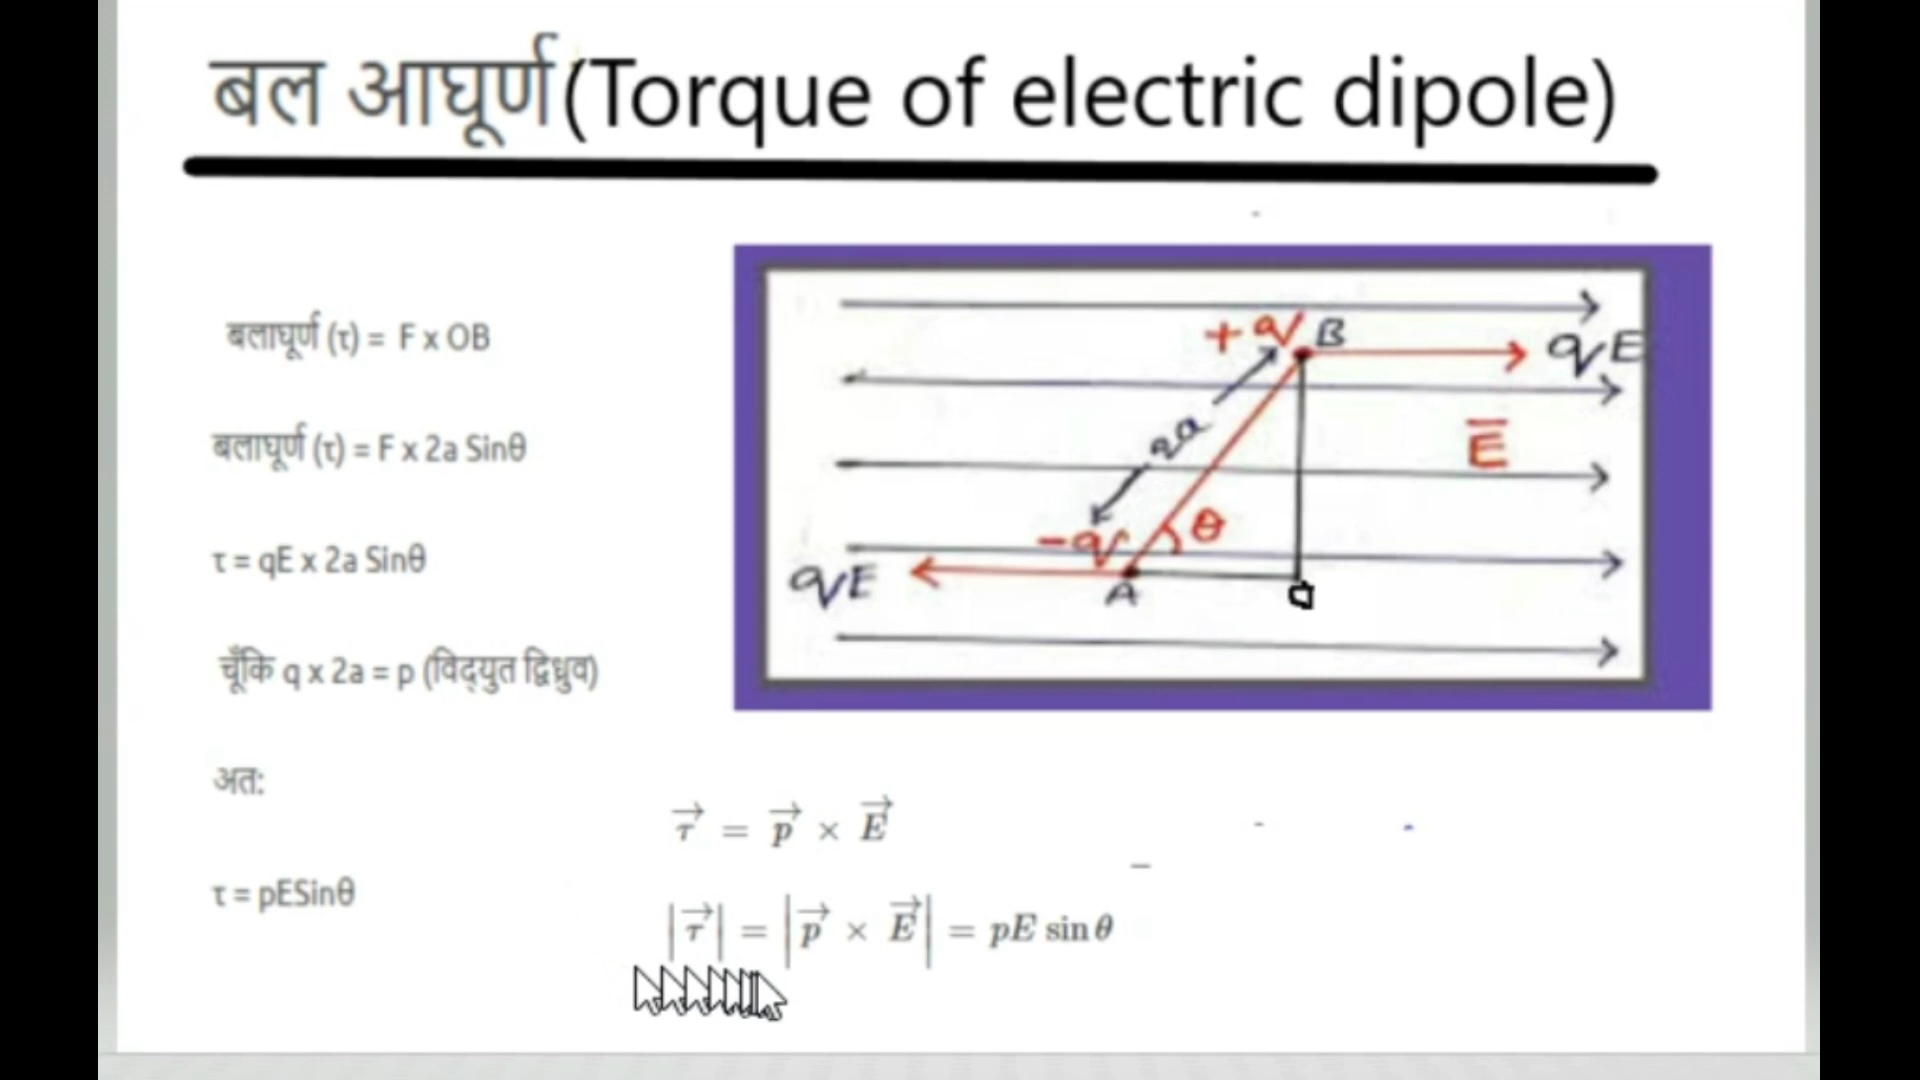 बल आघूर्ण(Torque of electric dipole)
बलाघूर्ण (τ) = F x OB
बलाघूर्ण (τ) = F x 2a Sinθ
τ = qE x 2a Sinθ
चूँकि q x 2a = p (विद्युत द्विध्रुव)
अत:
τ = pESinθ
+q B
qE
2a
E
θ
-q
qE
A
τ = p × E
|τ| = |p × E| = pE sin θ